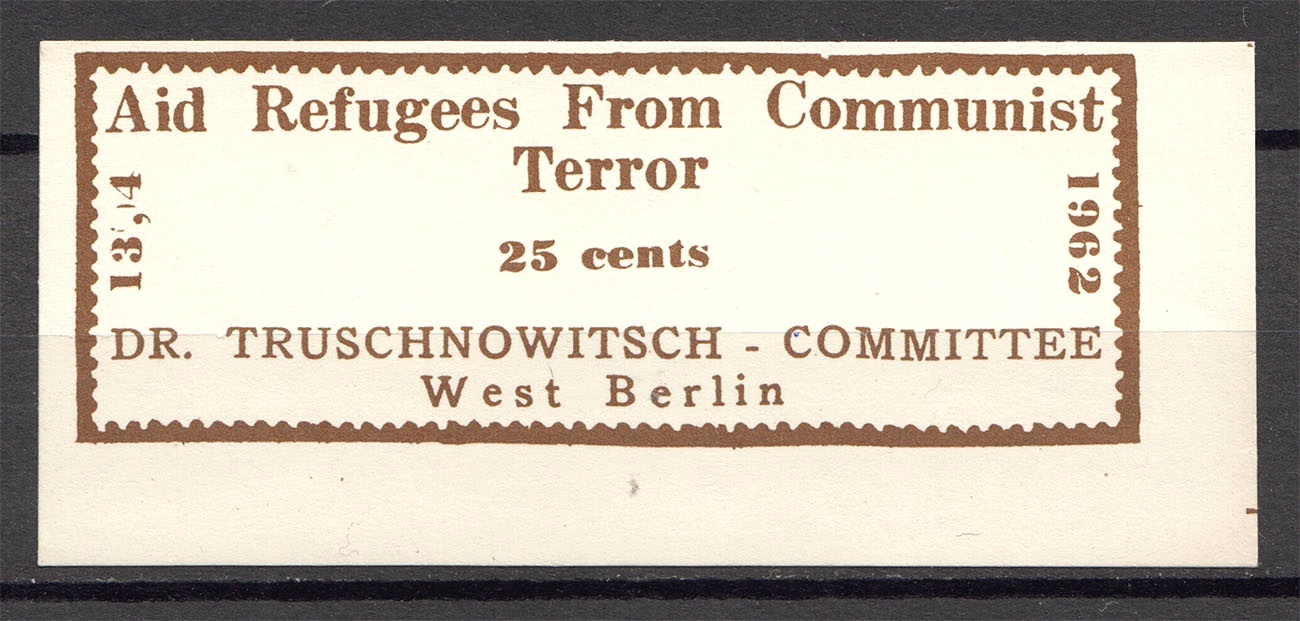 Aid Refugees From Communist
Terror
1962
25 cents
DR. TRUSCHNOWITSCH - COMMITTEE
West Berlin